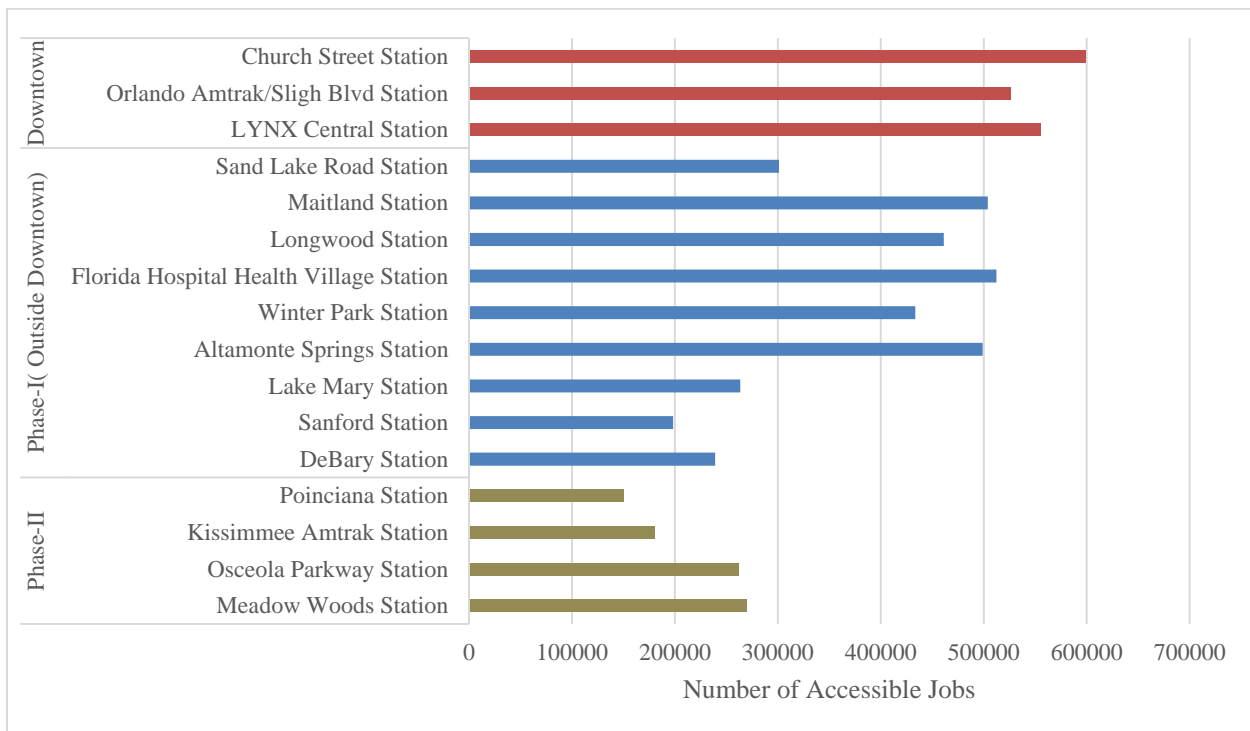 Downtown
Church Street Station
Orlando Amtrak/Sligh Blvd Station
LYNX Central Station
Phase-I( Outside Downtown)
Sand Lake Road Station
Maitland Station
Longwood Station
Florida Hospital Health Village Station
Winter Park Station
Altamonte Springs Station
Lake Mary Station
Sanford Station
DeBary Station
Phase-II
Poinciana Station
Kissimmee Amtrak Station
Osceola Parkway Station
Meadow Woods Station
0 100000 200000 300000 400000 500000 600000 700000
Number of Accessible Jobs